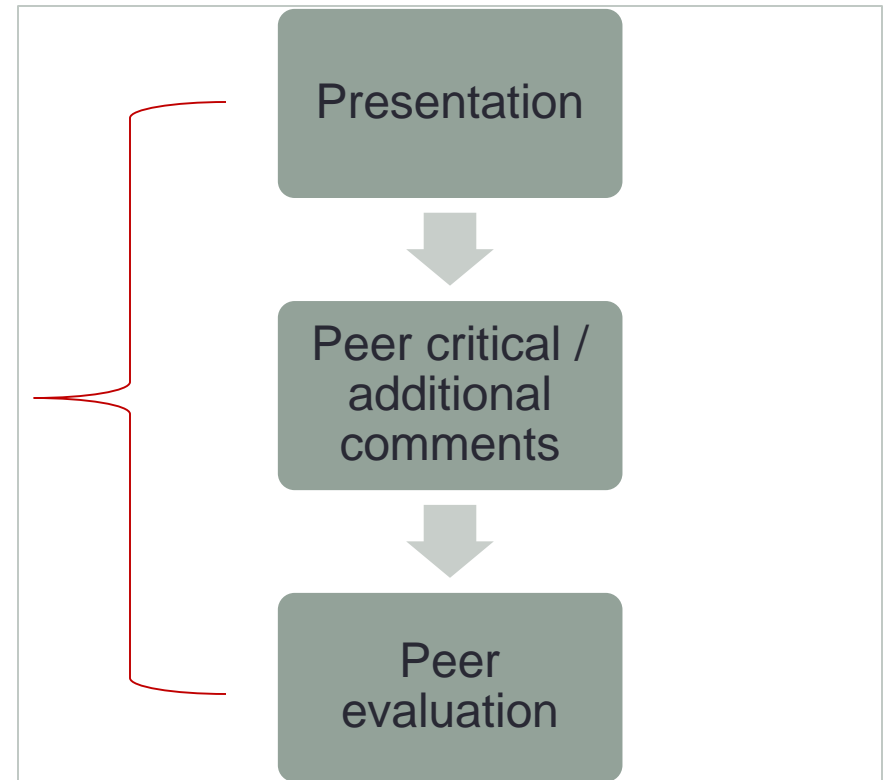 Presentation
Peer critical /
additional
comments
Peer
evaluation